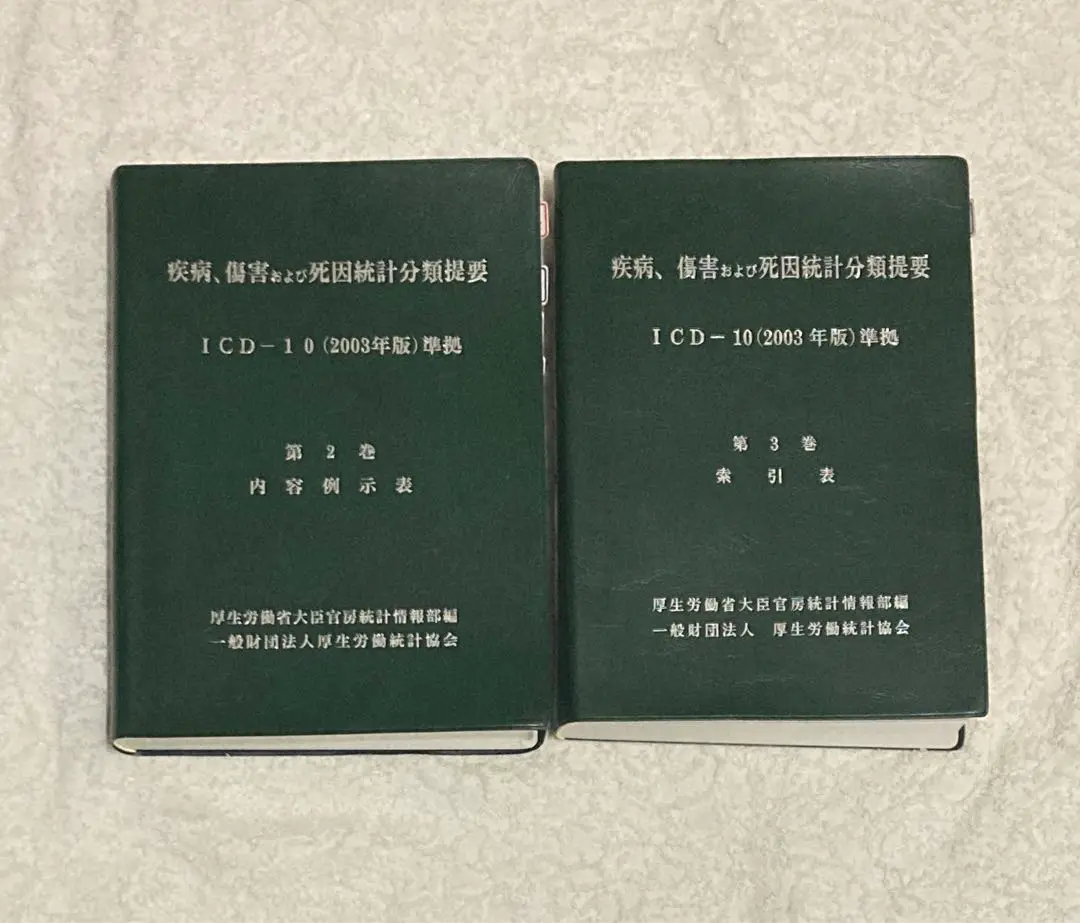 疾病、傷害および死因統計分類提要
ICD－10(2003年版)準拠
第2巻
内容例示表
厚生労働省大臣官房統計情報部編
一般財団法人厚生労働統計協会
疾病、傷害および死因統計分類提要
ICD－10(2003年版)準拠
第3巻
索引表
厚生労働省大臣官房統計情報部編
一般財団法人 厚生労働統計協会